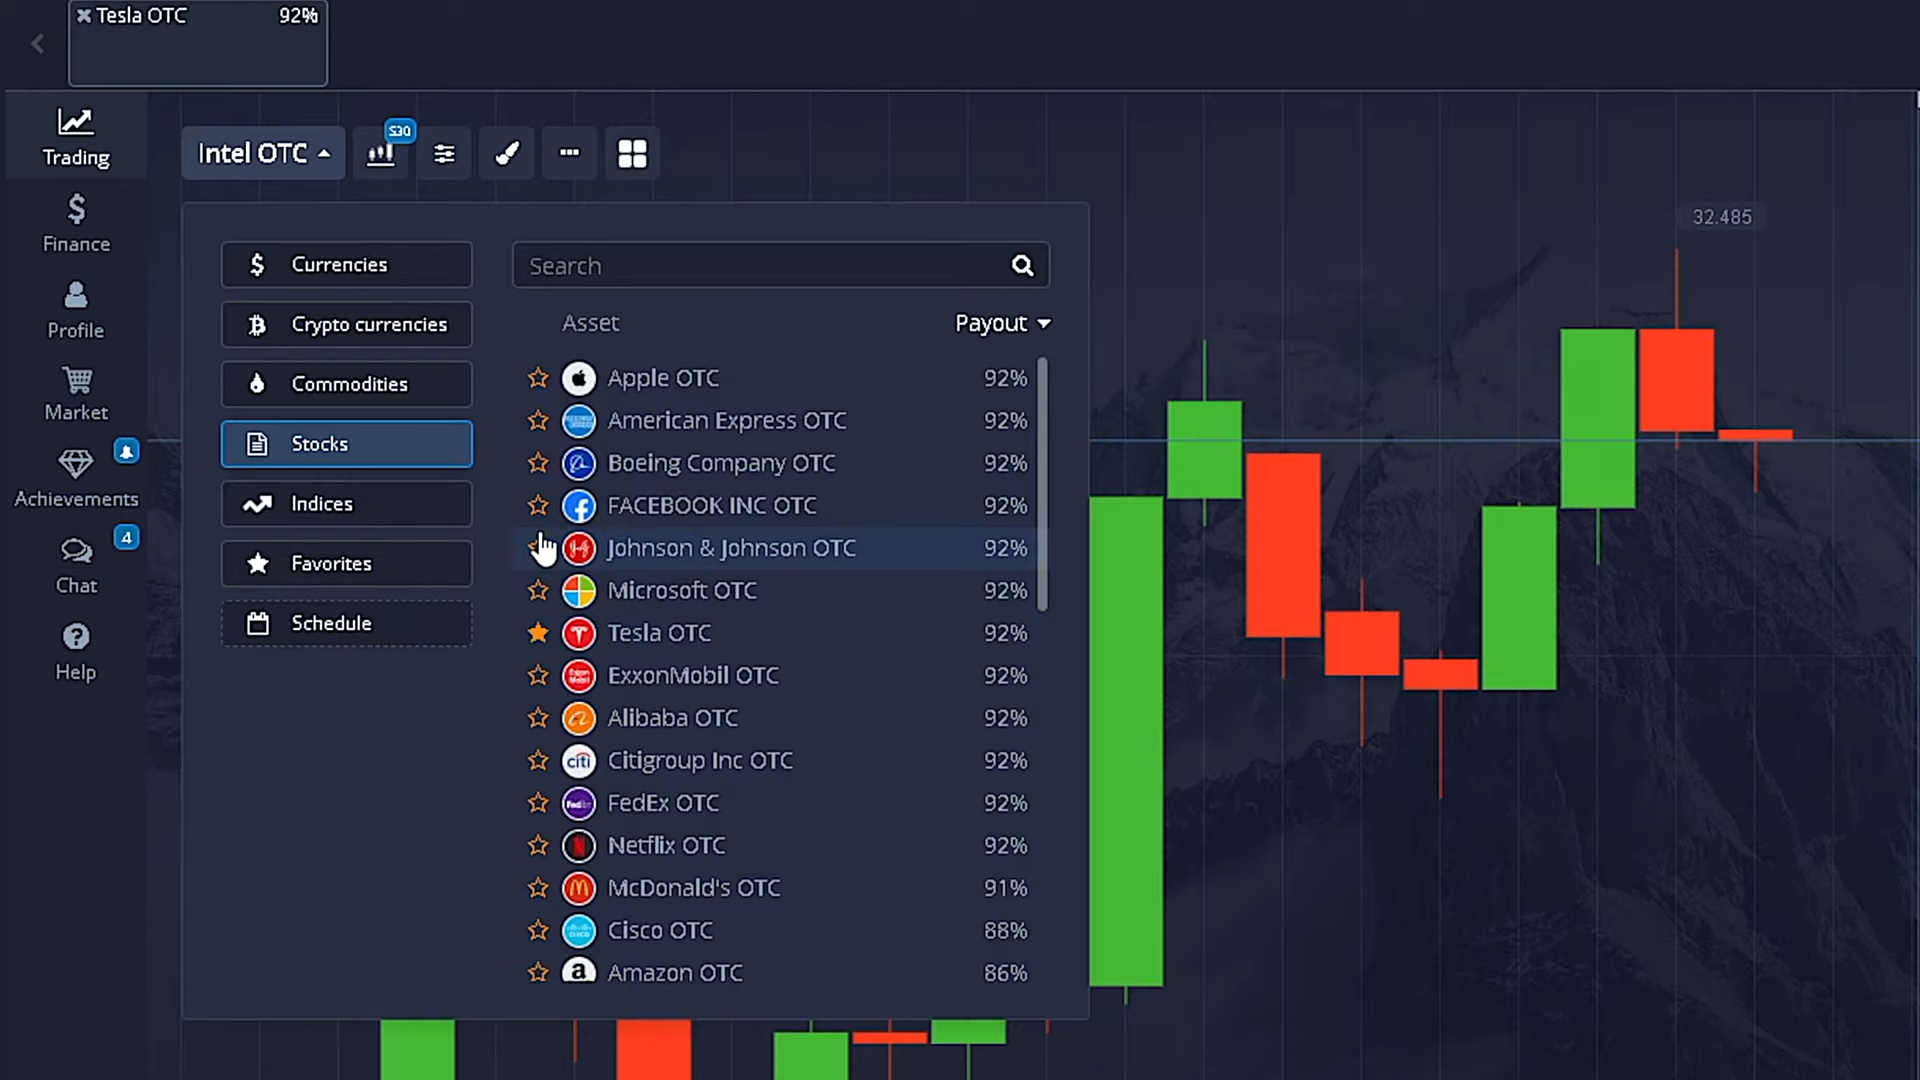 Tesla OTC 92%
Intel OTC
S30
32.485
Trading
Finance
Profile
Market
Achievements
4
Chat
Help
Currencies
Crypto currencies
Commodities
Stocks
Indices
Favorites
Schedule
Search
Asset Payout
Apple OTC 92%
American Express OTC 92%
Boeing Company OTC 92%
FACEBOOK INC OTC 92%
Johnson & Johnson OTC 92%
Microsoft OTC 92%
Tesla OTC 92%
ExxonMobil OTC 92%
Alibaba OTC 92%
citi Citigroup Inc OTC 92%
FedEx FedEx OTC 92%
Netflix OTC 92%
McDonald's OTC 91%
Cisco OTC 88%
Amazon OTC 86%